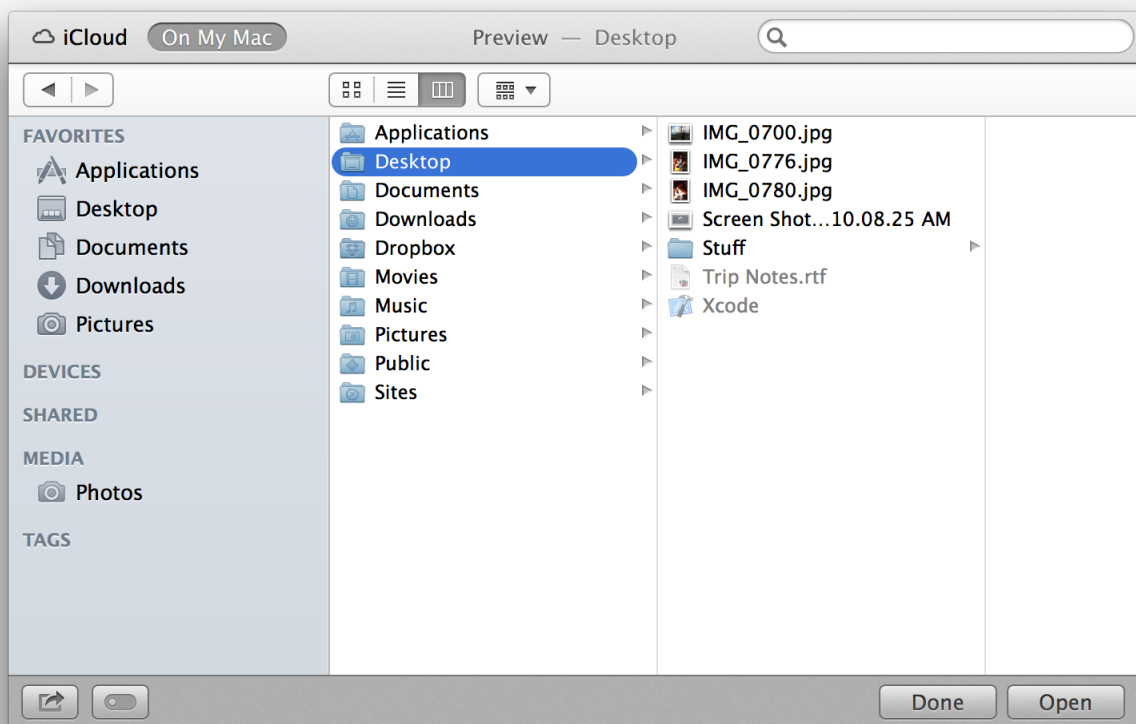 iCloud On My Mac Preview — Desktop
FAVORITES
Applications
Desktop
Documents
Downloads
Pictures
DEVICES
SHARED
MEDIA
Photos
TAGS
Applications
Desktop
Documents
Downloads
Dropbox
Movies
Music
Pictures
Public
Sites
IMG_0700.jpg
IMG_0776.jpg
IMG_0780.jpg
Screen Shot...10.08.25 AM
Stuff
Trip Notes.rtf
Xcode
Done Open